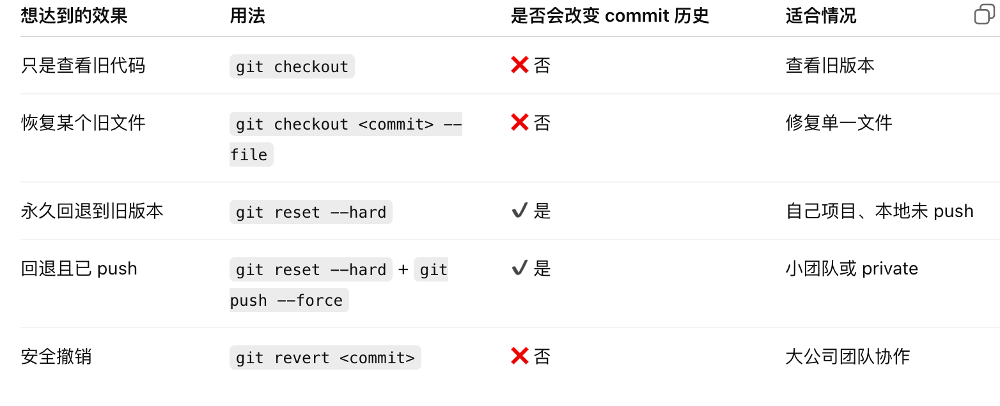 想达到的效果 用法 是否会改变 commit 历史 适合情况
只是查看旧代码 git checkout ❌ 否 查看旧版本
恢复某个旧文件 git checkout <commit> -- ❌ 否 修复单一文件
file
永久回退到旧版本 git reset --hard ✔ 是 自己项目、本地未 push
回退且已 push git reset --hard + git ✔ 是 小团队或 private
push --force
安全撤销 git revert <commit> ❌ 否 大公司团队协作